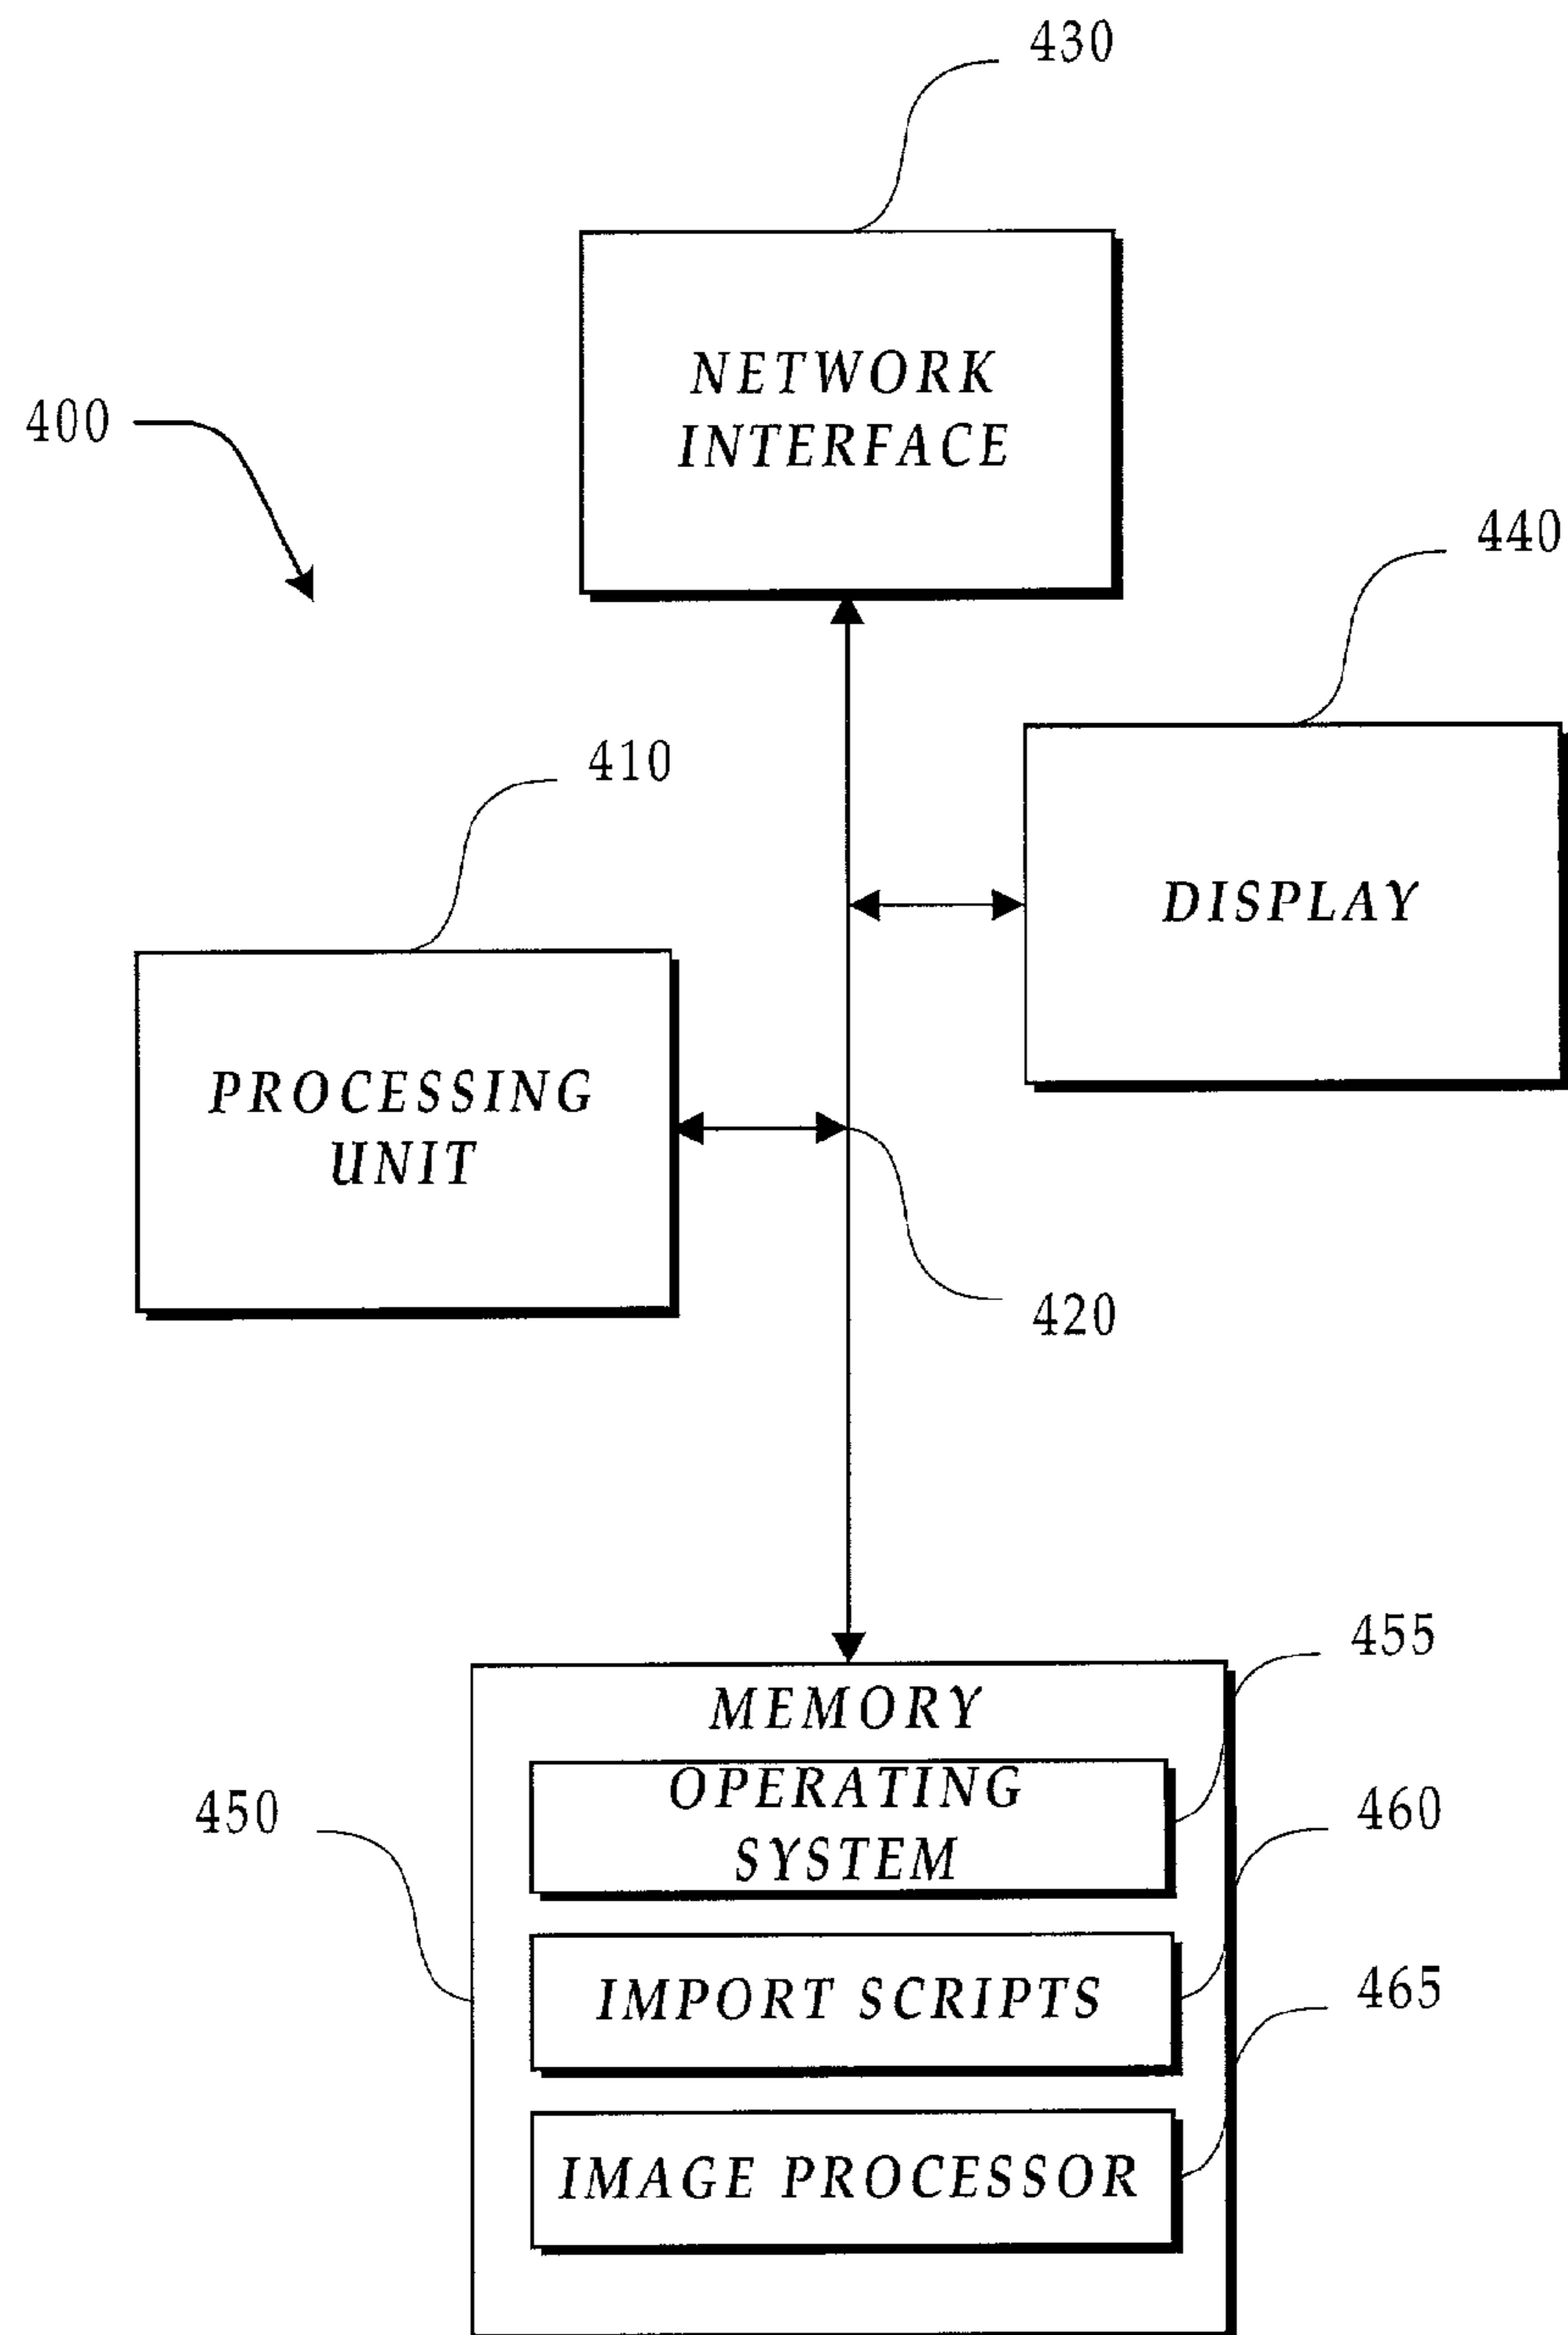 430
NETWORK
INTERFACE
400
440
410
DISPLAY
PROCESSING
UNIT
420
455
MEMORY
OPERATING
SYSTEM
450
460
IMPORT SCRIPTS
465
IMAGE PROCESSOR